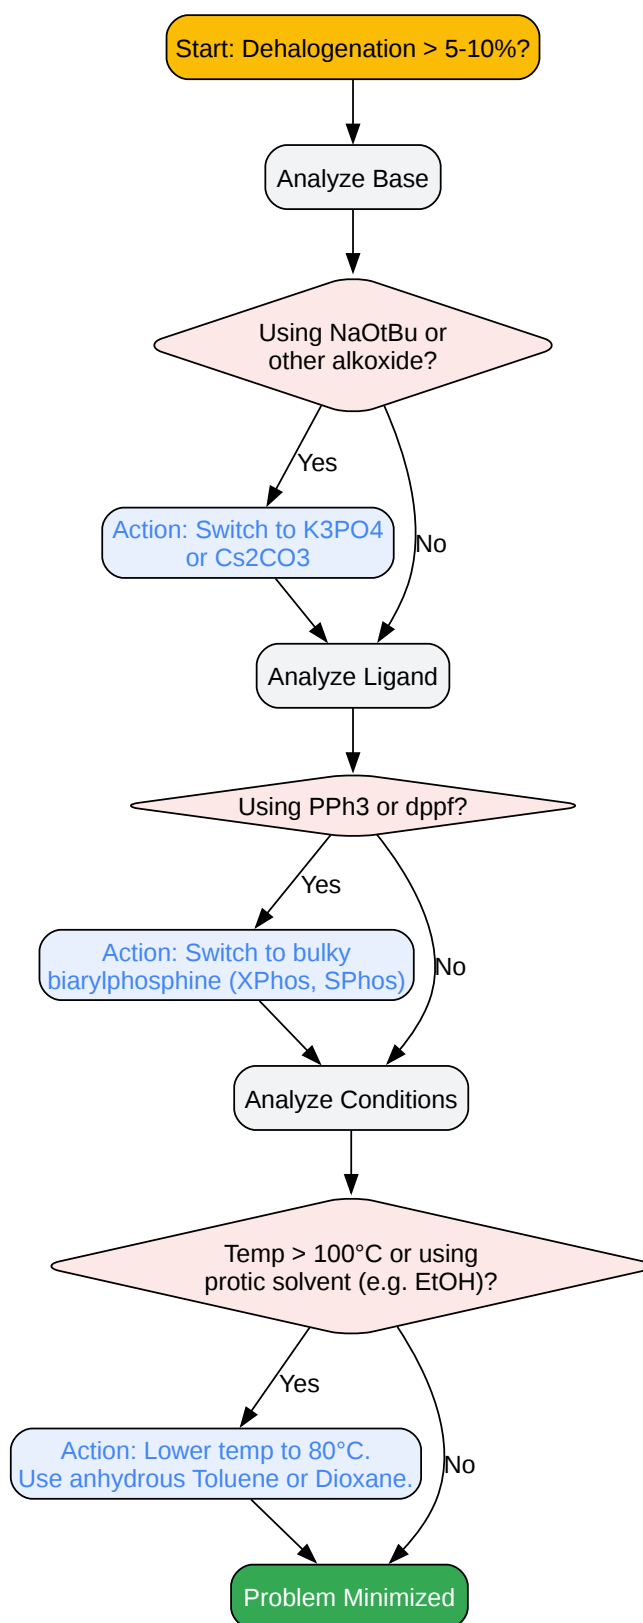 Start: Dehalogenation > 5-10%?
Analyze Base
Using NaOtBu or
other alkoxide?
Yes
Action: Switch to K3PO4
or Cs2CO3
No
Analyze Ligand
Using PPh3 or dppf?
Yes
Action: Switch to bulky
biarylphosphine (XPhos, SPhos)
No
Analyze Conditions
Temp > 100°C or using
protic solvent (e.g. EtOH)?
Yes
Action: Lower temp to 80°C.
Use anhydrous Toluene or Dioxane.
No
Problem Minimized